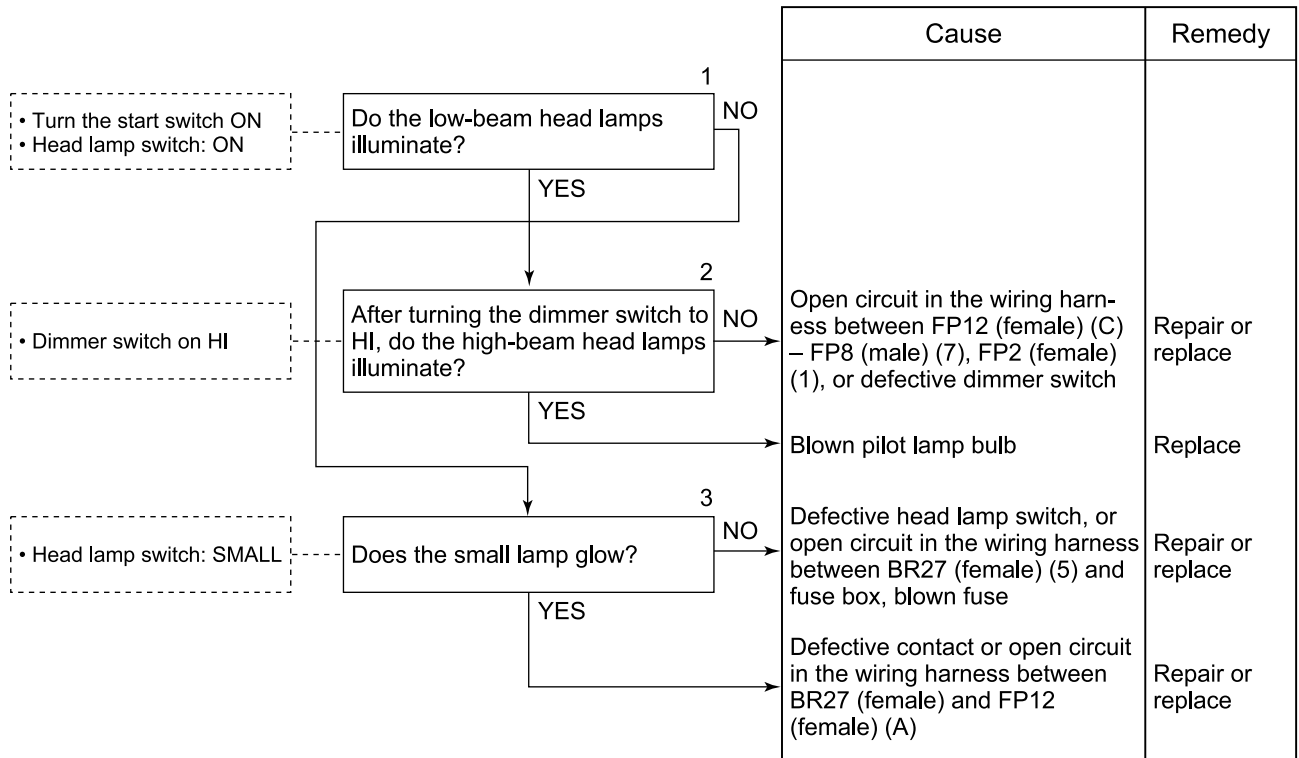 Cause
Remedy
1
• Turn the start switch ON
• Head lamp switch: ON
Do the low-beam head lamps
illuminate?
NO
YES
2
• Dimmer switch on HI
After turning the dimmer switch to
HI, do the high-beam head lamps
illuminate?
NO
Open circuit in the wiring harn-
ess between FP12 (female) (C)
– FP8 (male) (7), FP2 (female)
(1), or defective dimmer switch
Repair or
replace
YES
Blown pilot lamp bulb
Replace
3
• Head lamp switch: SMALL
Does the small lamp glow?
NO
Defective head lamp switch, or
open circuit in the wiring harness
between BR27 (female) (5) and
fuse box, blown fuse
Repair or
replace
YES
Defective contact or open circuit
in the wiring harness between
BR27 (female) and FP12
(female) (A)
Repair or
replace